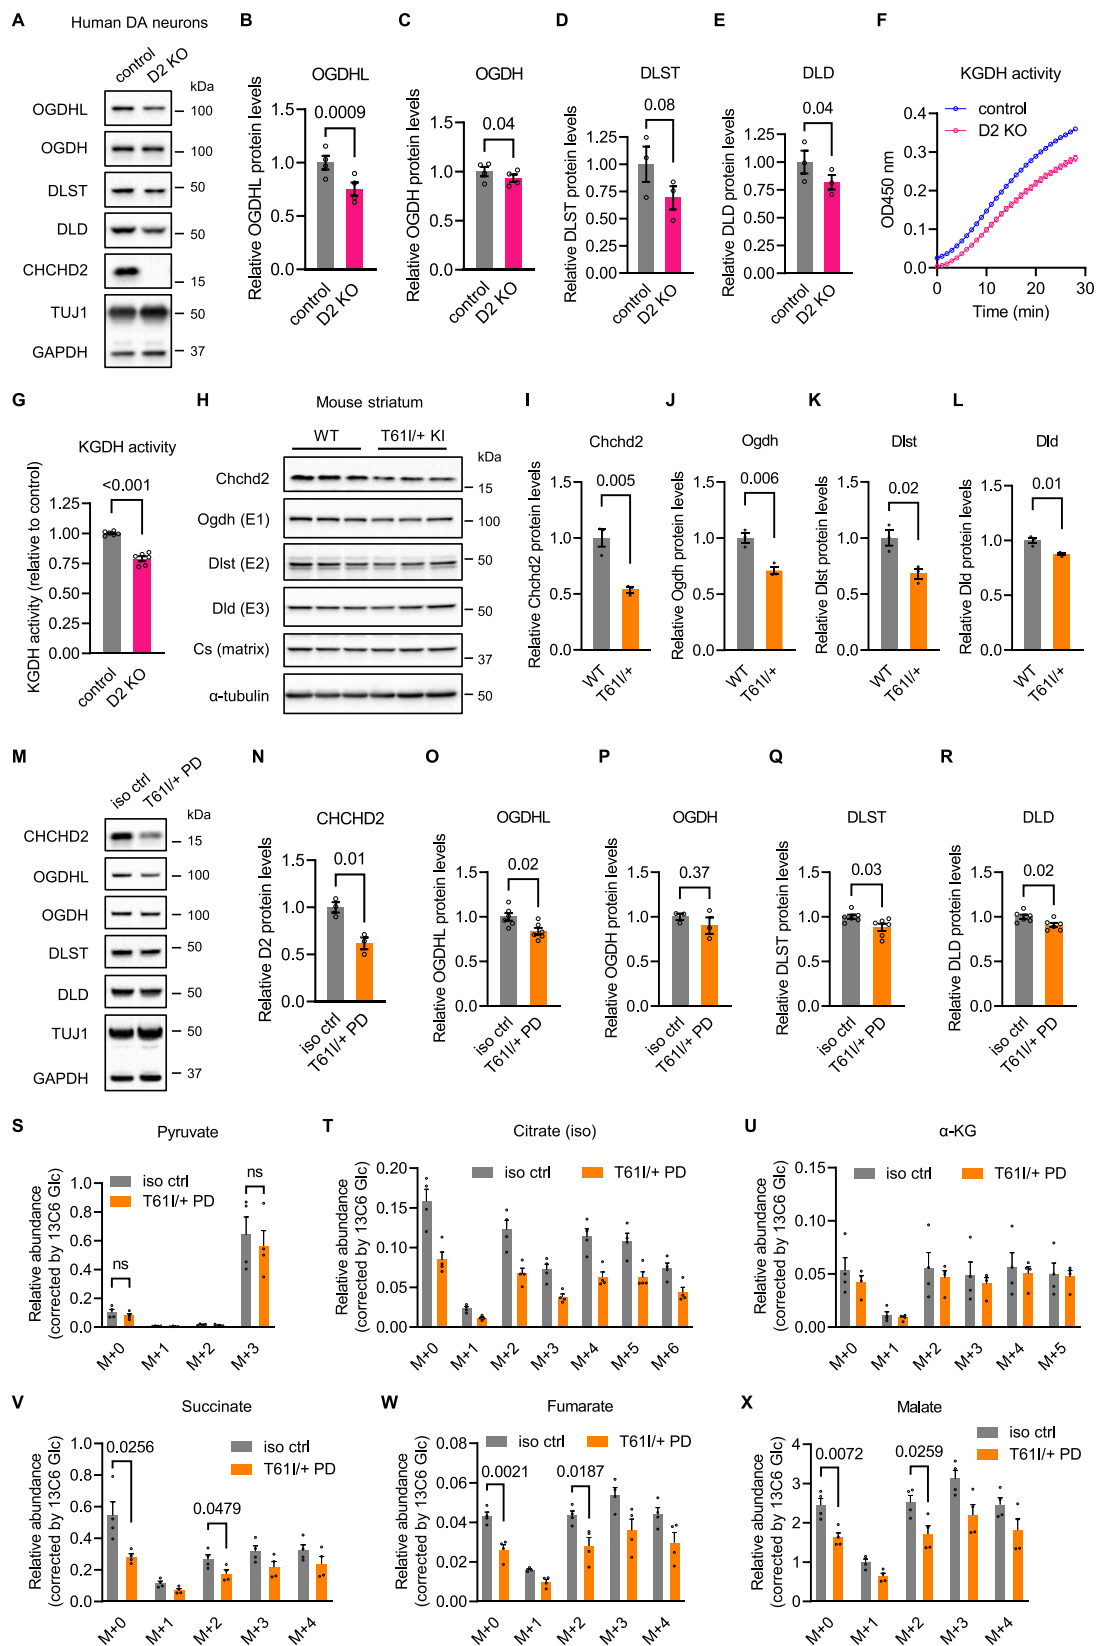 A
Human DA neurons
control
D2 KO
kDa
OGDHL
100
OGDH
100
DLST
50
DLD
50
CHCHD2
15
TUJ1
50
GAPDH
37
B
OGDHL
0.0009
Relative OGDHL protein levels
1.5
1.0
0.5
0.0
control
D2 KO
C
OGDH
0.04
Relative OGDH protein levels
1.5
1.0
0.5
0.0
control
D2 KO
D
DLST
0.08
Relative DLST protein levels
1.25
1.00
0.75
0.50
0.25
0.00
control
D2 KO
E
DLD
0.04
Relative DLD protein levels
1.25
1.00
0.75
0.50
0.25
0.00
control
D2 KO
F
KGDH activity
control
D2 KO
OD450 nm
0.4
0.3
0.2
0.1
0.0
0 10 20 30
Time (min)
G
KGDH activity
<0.001
KGDH activity (relative to control)
1.25
1.00
0.75
0.50
0.25
0.00
control
D2 KO
H
Mouse striatum
WT T61I/+ KI
kDa
Chchd2
15
Ogdh (E1)
100
Dlst (E2)
50
Dld (E3)
50
Cs (matrix)
37
α-tubulin
50
I
Chchd2
0.005
Relative Chchd2 protein levels
1.5
1.0
0.5
0.0
WT
T61I/+
J
Ogdh
0.006
Relative Ogdh protein levels
1.5
1.0
0.5
0.0
WT
T61I/+
K
Dlst
0.02
Relative Dlst protein levels
1.5
1.0
0.5
0.0
WT
T61I/+
L
Dld
0.01
Relative Dld protein levels
1.5
1.0
0.5
0.0
WT
T61I/+
M
iso ctrl
T61I/+ PD
kDa
CHCHD2
15
OGDHL
100
OGDH
100
DLST
50
DLD
50
TUJ1
50
GAPDH
37
N
CHCHD2
0.01
Relative D2 protein levels
1.5
1.0
0.5
0.0
iso ctrl
T61I/+ PD
O
OGDHL
0.02
Relative OGDHL protein levels
1.5
1.0
0.5
0.0
iso ctrl
T61I/+ PD
P
OGDH
0.37
Relative OGDH protein levels
1.5
1.0
0.5
0.0
iso ctrl
T61I/+ PD
Q
DLST
0.03
Relative DLST protein levels
1.5
1.0
0.5
0.0
iso ctrl
T61I/+ PD
R
DLD
0.02
Relative DLD protein levels
1.5
1.0
0.5
0.0
iso ctrl
T61I/+ PD
S
Pyruvate
iso ctrl
T61I/+ PD
ns
ns
Relative abundance
(corrected by 13C6 Glc)
1.0
0.8
0.6
0.4
0.2
0.0
M+0 M+1 M+2 M+3
T
Citrate (iso)
iso ctrl T61I/+ PD
Relative abundance
(corrected by 13C6 Glc)
0.20
0.15
0.10
0.05
0.00
M+0 M+1 M+2 M+3 M+4 M+5 M+6
U
α-KG
iso ctrl T61I/+ PD
Relative abundance
(corrected by 13C6 Glc)
0.15
0.10
0.05
0.00
M+0 M+1 M+2 M+3 M+4 M+5
V
Succinate
iso ctrl
T61I/+ PD
0.0256
0.0479
Relative abundance
(corrected by 13C6 Glc)
1.0
0.8
0.6
0.4
0.2
0.0
M+0 M+1 M+2 M+3 M+4
W
Fumarate
iso ctrl T61I/+ PD
0.0021 0.0187
Relative abundance
(corrected by 13C6 Glc)
0.08
0.06
0.04
0.02
0.00
M+0 M+1 M+2 M+3 M+4
X
Malate
iso ctrl
T61I/+ PD
0.0072 0.0259
Relative abundance
(corrected by 13C6 Glc)
4
3
2
1
0
M+0 M+1 M+2 M+3 M+4